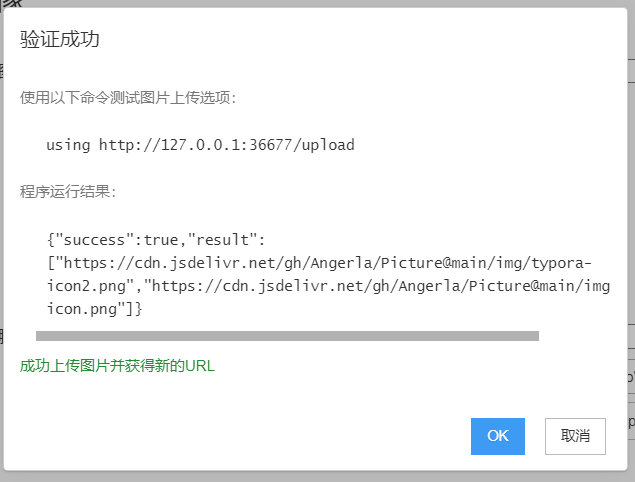 验证成功
使用以下命令测试图片上传选项：
using http://127.0.0.1:36677/upload
程序运行结果：
{"success":true,"result":
["https://cdn.jsdelivr.net/gh/Angerla/Picture@main/img/typora-
icon2.png","https://cdn.jsdelivr.net/gh/Angerla/Picture@main/img
icon.png"]}
成功上传图片并获得新的URL
OK 取消